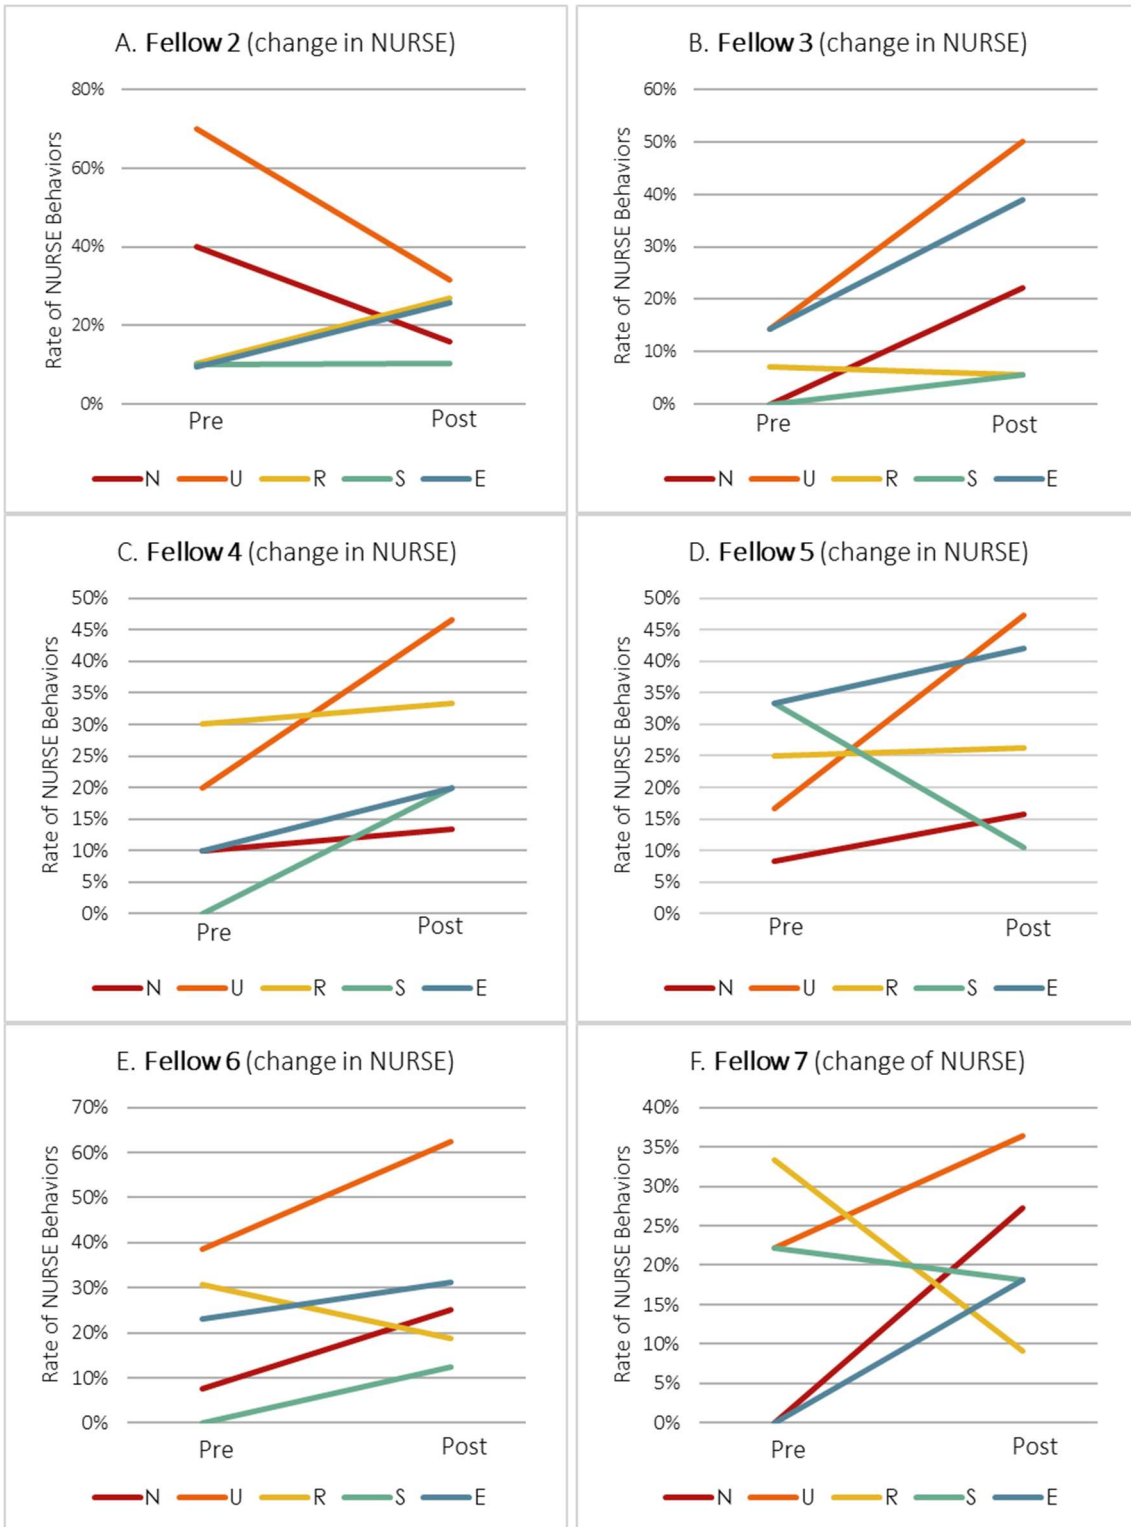 A. Fellow 2 (change in NURSE)
Rate of NURSE Behaviors
80%
60%
40%
20%
0%
Pre Post
N U R S E
B. Fellow 3 (change in NURSE)
Rate of NURSE Behaviors
60%
50%
40%
30%
20%
10%
0%
Pre Post
N U R S E
C. Fellow 4 (change in NURSE)
Rate of NURSE Behaviors
50%
45%
40%
35%
30%
25%
20%
15%
10%
5%
0%
Pre Post
N U R S E
D. Fellow 5 (change in NURSE)
Rate of NURSE Behaviors
50%
45%
40%
35%
30%
25%
20%
15%
10%
5%
0%
Pre Post
N U R S E
E. Fellow 6 (change in NURSE)
Rate of NURSE Behaviors
70%
60%
50%
40%
30%
20%
10%
0%
Pre Post
N U R S E
F. Fellow 7 (change of NURSE)
Rate of NURSE Behaviors
40%
35%
30%
25%
20%
15%
10%
5%
0%
Pre Post
N U R S E